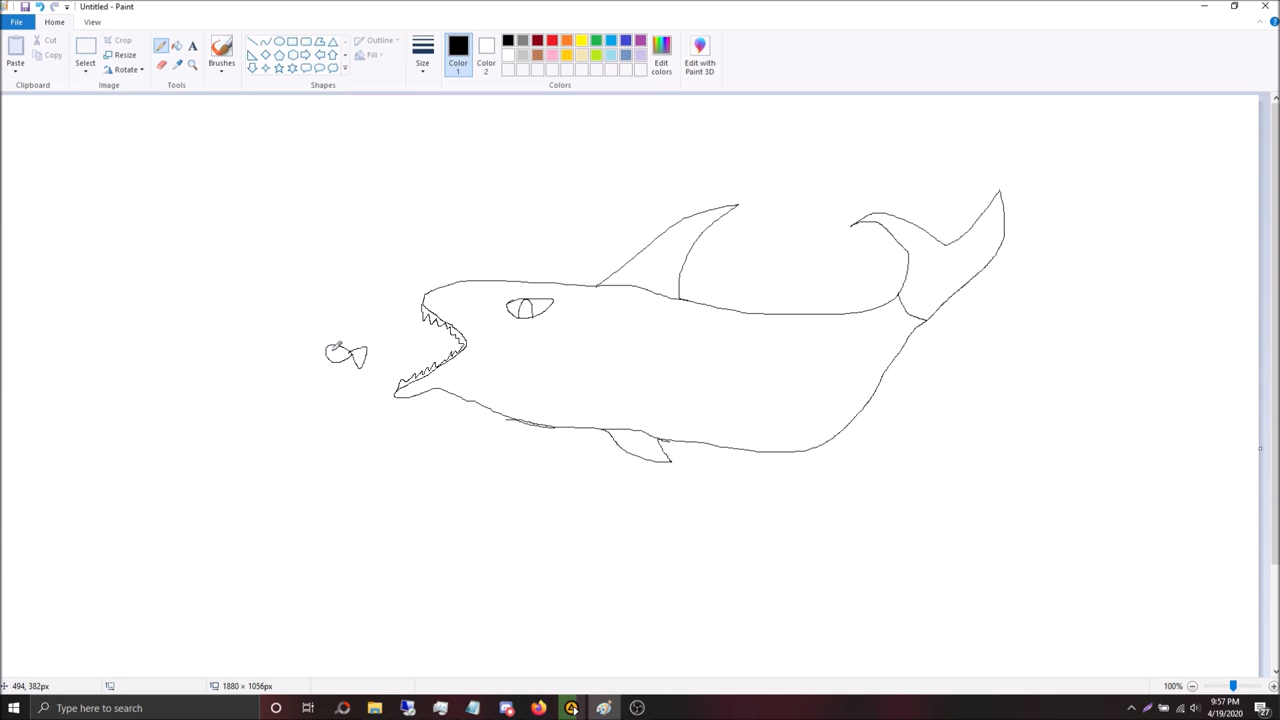 Untitled - Paint
File Home View
Paste
Cut
Copy
Clipboard
Select
Crop
Resize
Rotate
Image
A
Tools
Brushes
Outline
Fill
Shapes
Size
Color 1
Color 2
Edit colors
Colors
Edit with Paint 3D
494, 382px
1880 × 1056px
100%
Type here to search
9:57 PM
4/19/2020
27